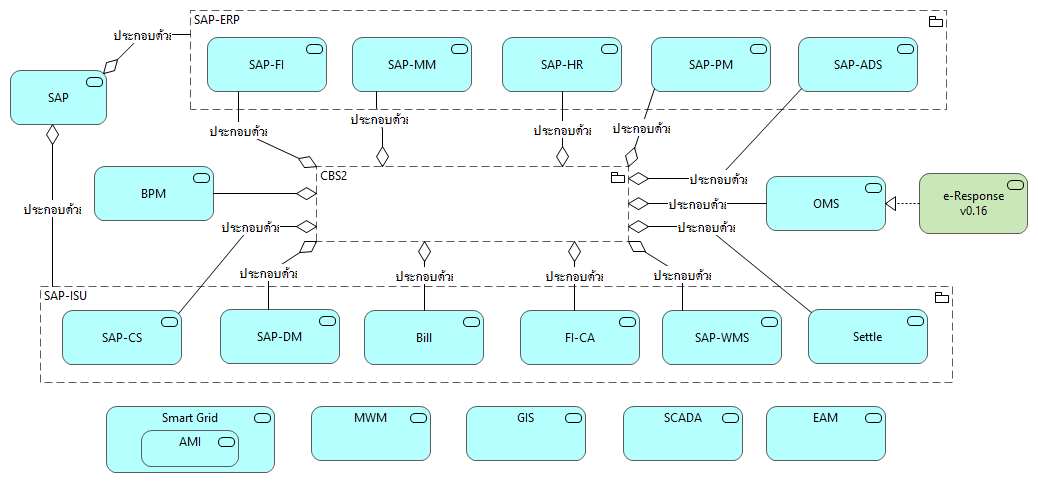 SAP-ERP
ประกอบด้วย
SAP-FI
SAP-MM
SAP-HR
SAP-PM
SAP-ADS
SAP
ประกอบด้วย
ประกอบด้วย
ประกอบด้วย
ประกอบด้วย
CBS2
ประกอบด้วย
BPM
OMS
e-Response
v0.16
ประกอบด้วย
ประกอบด้วย
ประกอบด้วย
ประกอบด้วย
ประกอบด้วย
ประกอบด้วย
ประกอบด้วย
ประกอบด้วย
SAP-ISU
SAP-CS
SAP-DM
Bill
FI-CA
SAP-WMS
Settle
Smart Grid
AMI
MWM
GIS
SCADA
EAM